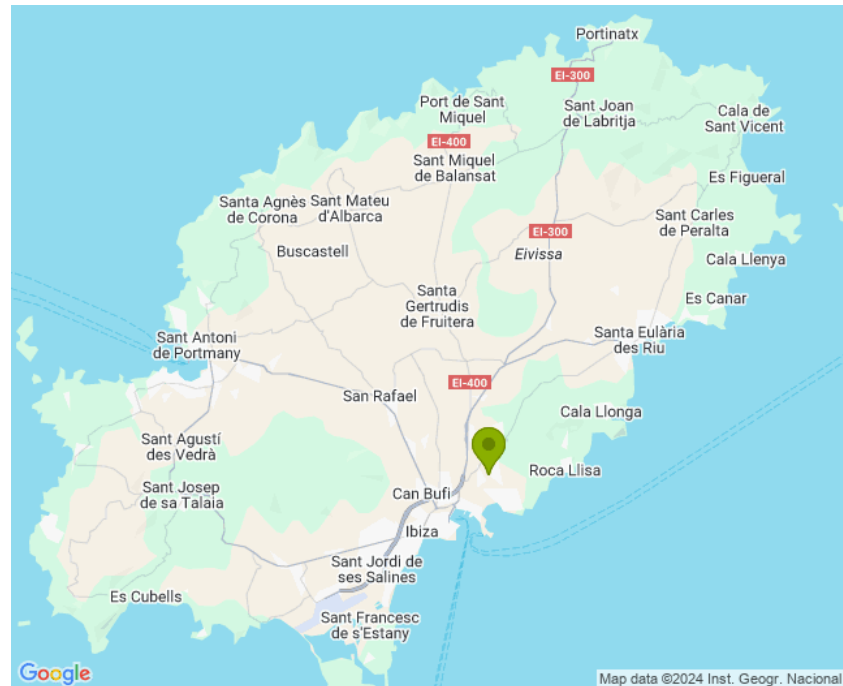 Portinatx
EI-300
Port de Sant
Miquel
Sant Joan
de Labritja
Cala de
Sant Vicent
EI-400
Sant Miquel
de Balansat
Es Figueral
Santa Agnès
de Corona
Sant Mateu
d'Albarca
Sant Carles
de Peralta
EI-300
Buscastell
Eivissa
Cala Llenya
Santa
Gertrudis
de Fruitera
Es Canar
Sant Antoni
de Portmany
Santa Eulària
des Riu
EI-400
San Rafael
Cala Llonga
Sant Agustí
des Vedrà
Roca Llisa
Sant Josep
de sa Talaia
Can Bufi
Ibiza
Sant Jordi de
ses Salines
Es Cubells
Sant Francesc
de s'Estany
Google
Map data ©2024 Inst. Geogr. Nacional